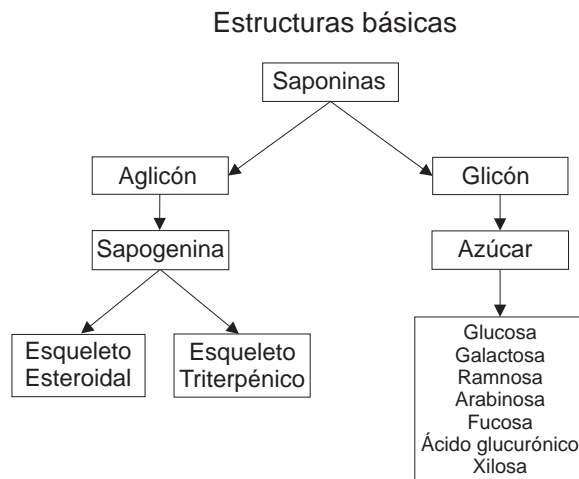 Estructuras básicas
Saponinas
Aglicón
Glicón
Sapogenina
Azúcar
Esqueleto
Esteroidal
Esqueleto
Triterpénico
Glucosa
Galactosa
Ramnosa
Arabinosa
Fucosa
Ácido glucurónico
Xilosa